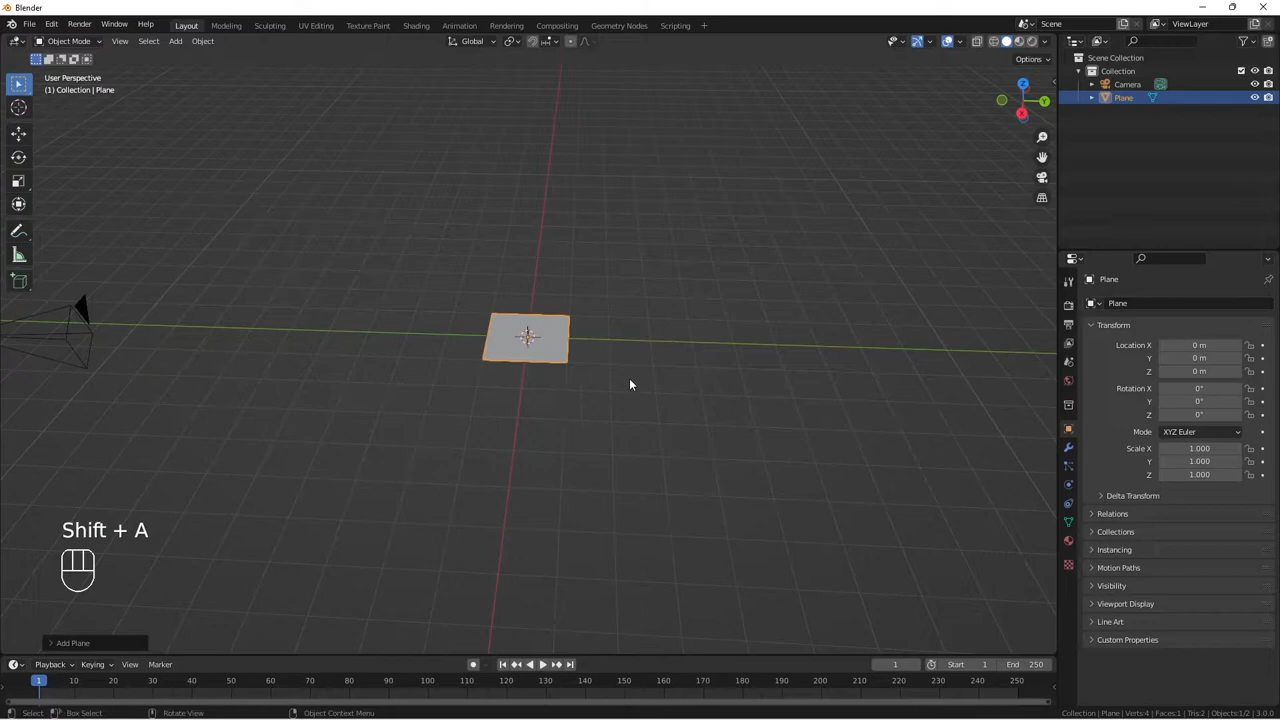 Blender
File Edit Render Window Help Layout Modeling Sculpting UV Editing Texture Paint Shading Animation Rendering Compositing Geometry Nodes Scripting + Scene ViewLayer
Object Mode View Select Add Object Global
Options
User Perspective
(1) Collection | Plane
Z
Y
X
Scene Collection
Collection
Camera
Plane
Plane
Plane
Transform
Location X 0 m
Y 0 m
Z 0 m
Rotation X 0°
Y 0°
Z 0°
Mode XYZ Euler
Scale X 1.000
Y 1.000
Z 1.000
Delta Transform
Relations
Collections
Instancing
Motion Paths
Visibility
Viewport Display
Line Art
Custom Properties
Shift + A
Add Plane
Playback Keying View Marker 1 Start 1 End 250
1 10 20 30 40 50 60 70 80 90 100 110 120 130 140 150 160 170 180 190 200 210 220 230 240 250
Select Box Select Rotate View Object Context Menu Collection | Plane | Verts:4 | Faces:1 | Tris:2 | Objects:1/2 | 3.0.0